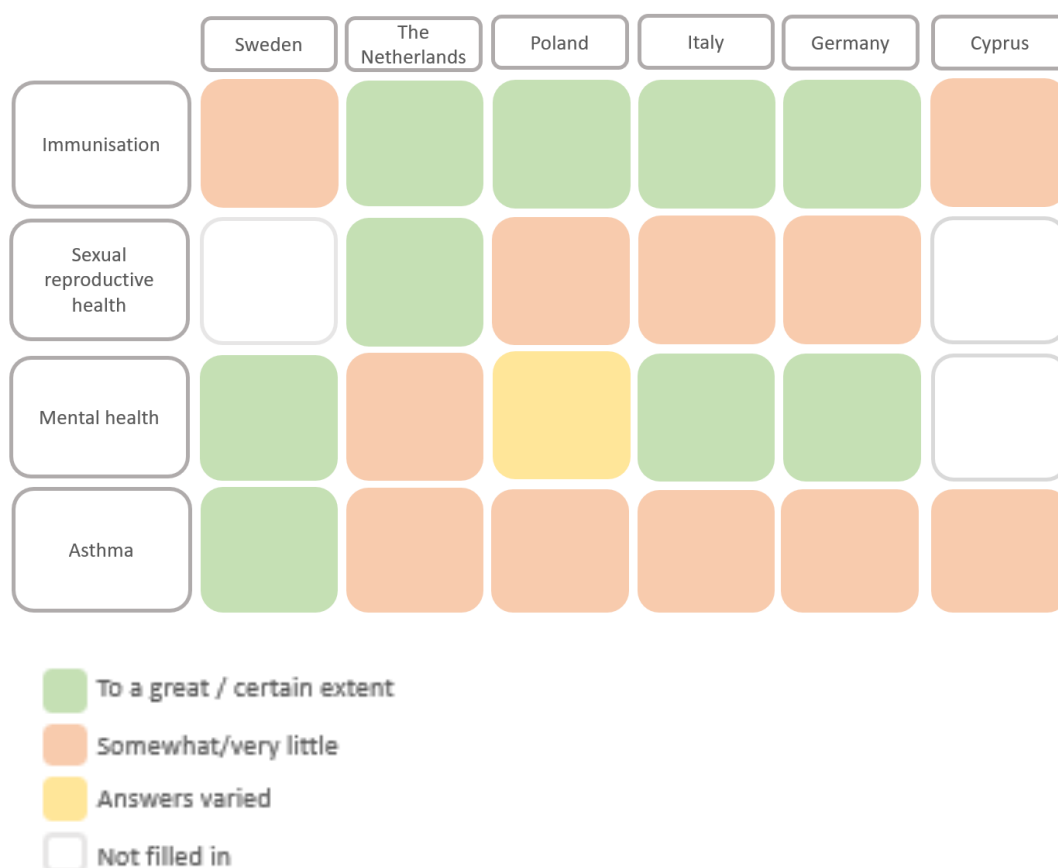 Sweden
The
Netherlands
Poland
Italy
Germany
Cyprus
Immunisation
Sexual
reproductive
health
Mental health
Asthma
To a great / certain extent
Somewhat/very little
Answers varied
Not filled in